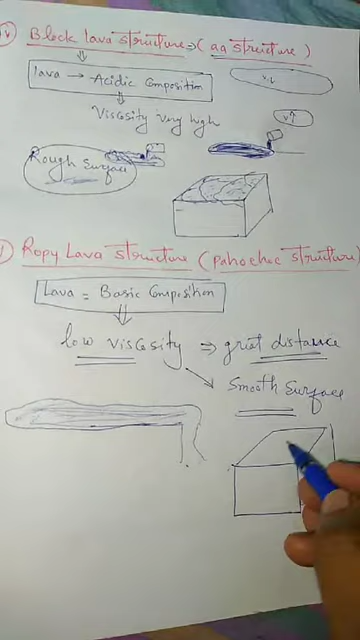 (v) Block lava structure ⇒ ( aa structure )
lava → Acidic Composition
v↓
Viscosity very high
v↑
Rough Surface
Ropy Lava structure (Pahoehoe structure)
Lava = Basic Composition
low viscosity ⇒ great distance
Smooth Surface